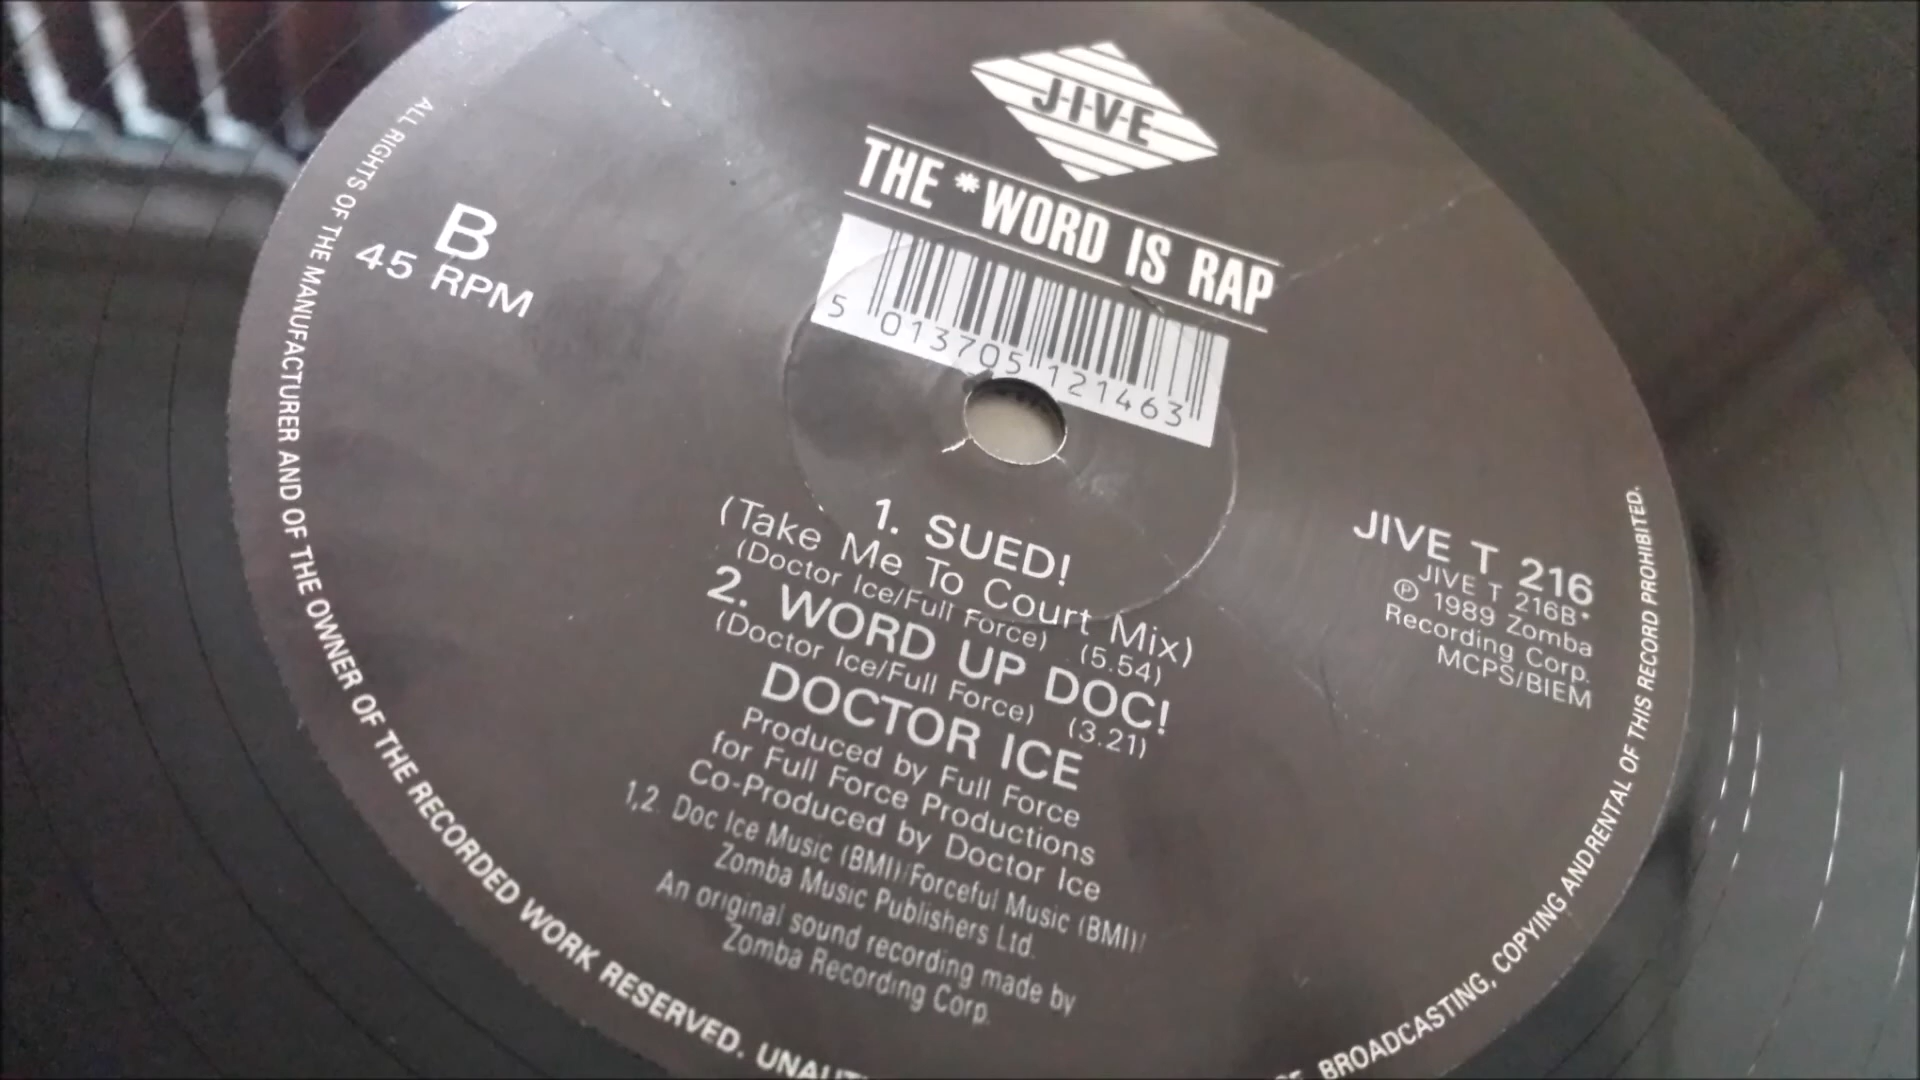 J·I·V·E
THE *WORD IS RAP
5 013705 121463
B
45 RPM
JIVE T 216
JIVE T 216B*
℗ 1989 Zomba
Recording Corp.
MCPS/BIEM
1. SUED!
(Take Me To Court Mix)
(Doctor Ice/Full Force) (5.54)
2. WORD UP DOC!
(Doctor Ice/Full Force) (3.21)
DOCTOR ICE
Produced by Full Force
for Full Force Productions
Co-Produced by Doctor Ice
1,2. Doc Ice Music (BMI)/Forceful Music (BMI)/
Zomba Music Publishers Ltd.
An original sound recording made by
Zomba Recording Corp.
ALL RIGHTS OF THE MANUFACTURER AND OF THE OWNER OF THE RECORDED WORK RESERVED. BROADCASTING, COPYING ANDRENTAL OF THIS RECORD PROHIBITED.